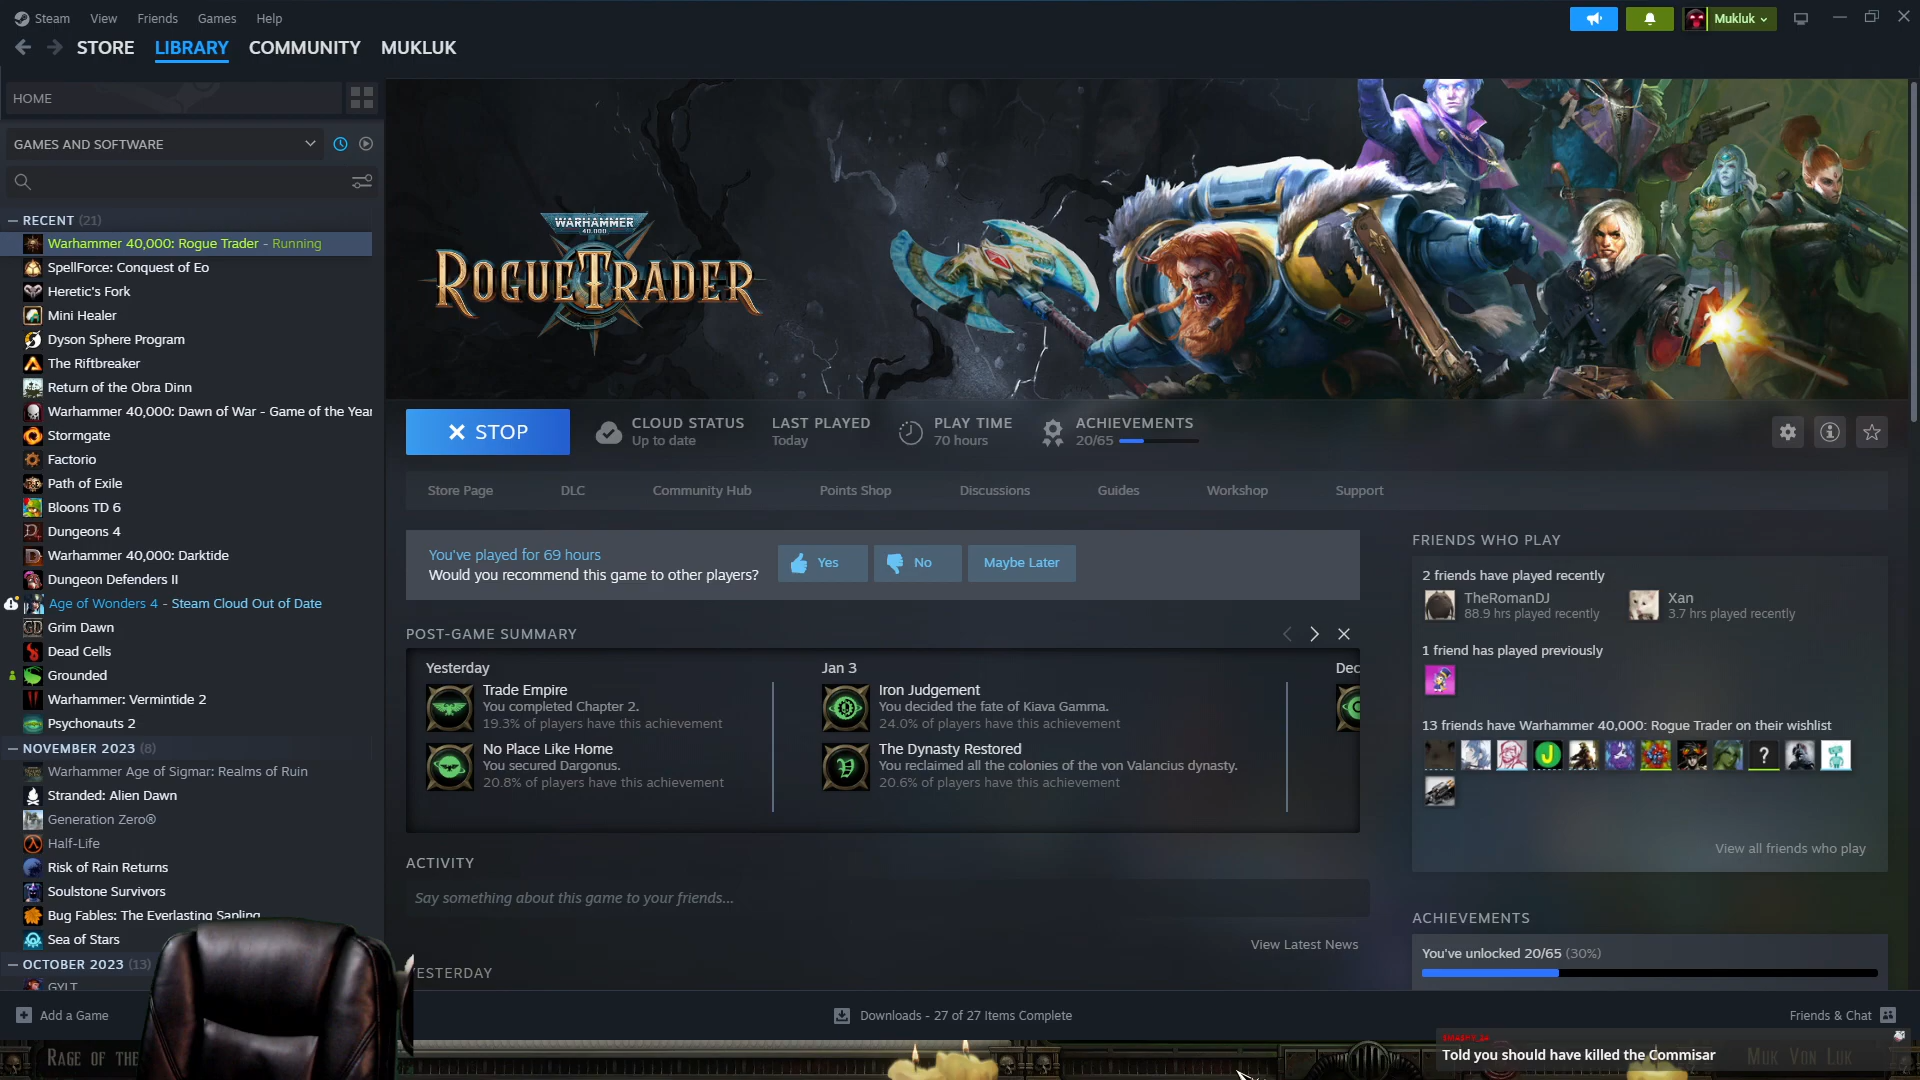 Steam View Friends Games Help
Mukluk
STORE LIBRARY COMMUNITY MUKLUK
HOME
GAMES AND SOFTWARE
RECENT (21)
Warhammer 40,000: Rogue Trader - Running
SpellForce: Conquest of Eo
Heretic's Fork
Mini Healer
Dyson Sphere Program
The Riftbreaker
Return of the Obra Dinn
Warhammer 40,000: Dawn of War - Game of the Year
Stormgate
Factorio
Path of Exile
Bloons TD 6
Dungeons 4
Warhammer 40,000: Darktide
Dungeon Defenders II
Age of Wonders 4 - Steam Cloud Out of Date
Grim Dawn
Dead Cells
Grounded
Warhammer: Vermintide 2
Psychonauts 2
NOVEMBER 2023 (8)
Warhammer Age of Sigmar: Realms of Ruin
Stranded: Alien Dawn
Generation Zero®
Half-Life
Risk of Rain Returns
Soulstone Survivors
Bug Fables: The Everlasting Sapling
Sea of Stars
OCTOBER 2023 (13)
GYLT
Add a Game
WARHAMMER
40,000
ROGUE TRADER
STOP
CLOUD STATUS
Up to date
LAST PLAYED
Today
PLAY TIME
70 hours
ACHIEVEMENTS
20/65
Store Page DLC Community Hub Points Shop Discussions Guides Workshop Support
You've played for 69 hours
Would you recommend this game to other players?
Yes No Maybe Later
POST-GAME SUMMARY
Yesterday
Trade Empire
You completed Chapter 2.
19.3% of players have this achievement
No Place Like Home
You secured Dargonus.
20.8% of players have this achievement
Jan 3
Iron Judgement
You decided the fate of Kiava Gamma.
24.0% of players have this achievement
The Dynasty Restored
You reclaimed all the colonies of the von Valancius dynasty.
20.6% of players have this achievement
Dec
ACTIVITY
Say something about this game to your friends...
View Latest News
YESTERDAY
FRIENDS WHO PLAY
2 friends have played recently
TheRomanDJ
88.9 hrs played recently
Xan
3.7 hrs played recently
1 friend has played previously
13 friends have Warhammer 40,000: Rogue Trader on their wishlist
View all friends who play
ACHIEVEMENTS
You've unlocked 20/65 (30%)
Downloads - 27 of 27 Items Complete
Friends & Chat
Told you should have killed the Commisar
RAGE OF THE
MUK VON LUK